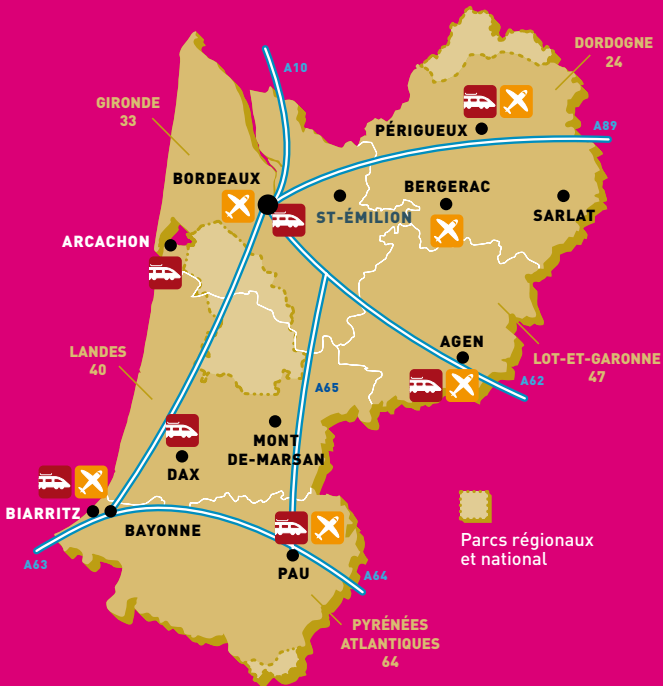 DORDOGNE
24
A10
GIRONDE
33
PÉRIGUEUX
A89
BORDEAUX
BERGERAC
ST-ÉMILION
SARLAT
ARCACHON
AGEN
LANDES
40
LOT-ET-GARONNE
47
A65
A62
MONT
DE-MARSAN
DAX
BIARRITZ
BAYONNE
Parcs régionaux
et national
A63
PAU
A64
PYRÉNÉES
ATLANTIQUES
64